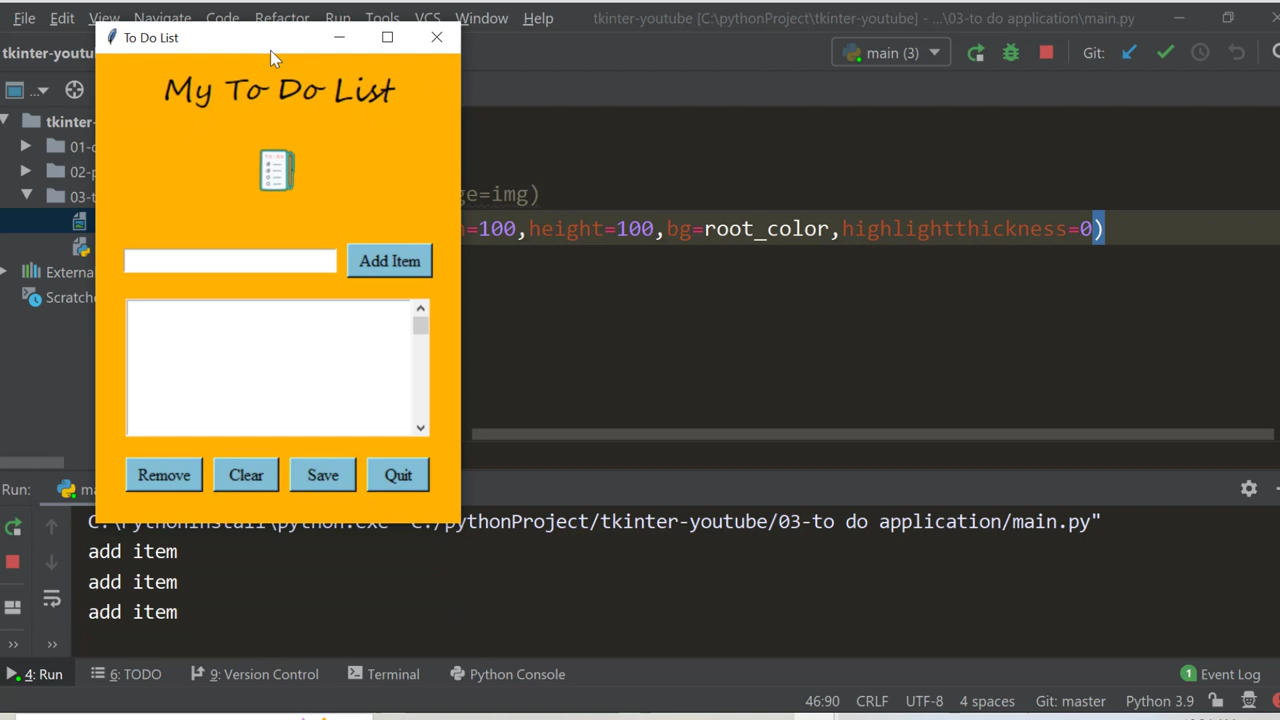 File Edit View Navigate Code Refactor Run Tools VCS Window Help tkinter-youtube [C:\pythonProject\tkinter-youtube] - ...\03-to do application\main.py
To Do List
tkinter-youtu
main (3) Git:
My To Do List
tkinter-
01-c
02-p
03-t
ge=img)
=100,height=100,bg=root_color,highlightthickness=0)
Add Item
Externa
Scratche
Remove Clear Save Quit
Run: ma
C:\PythonInstall\python.exe "C:/pythonProject/tkinter-youtube/03-to do application/main.py"
add item
add item
add item
4: Run 6: TODO 9: Version Control Terminal Python Console 1 Event Log
46:90 CRLF UTF-8 4 spaces Git: master Python 3.9